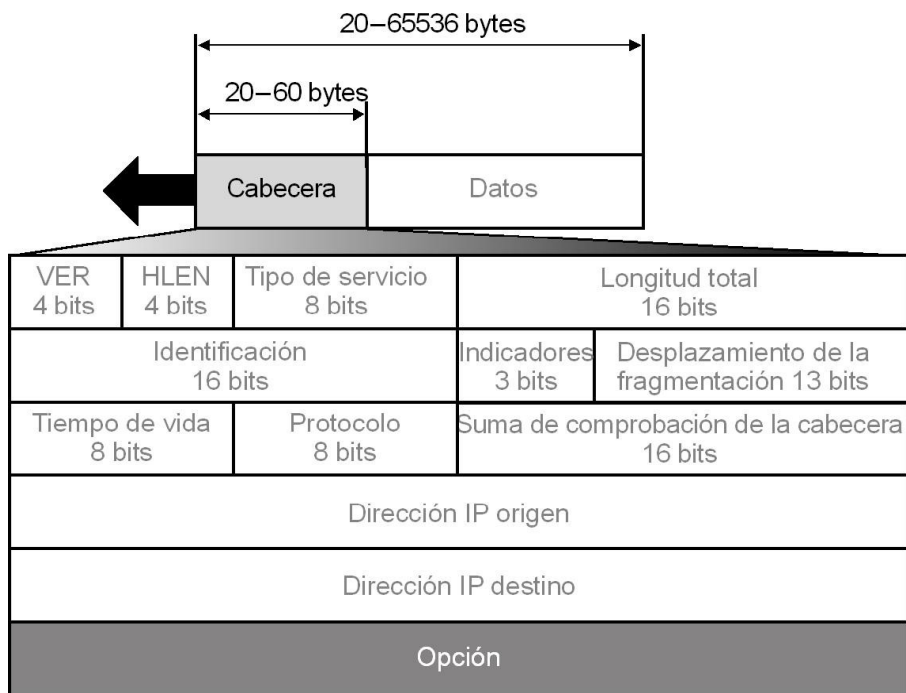 20–65536 bytes
20–60 bytes
Cabecera
Datos
VER
4 bits
HLEN
4 bits
Tipo de servicio
8 bits
Longitud total
16 bits
Identificación
16 bits
Indicadores
3 bits
Desplazamiento de la
fragmentación 13 bits
Tiempo de vida
8 bits
Protocolo
8 bits
Suma de comprobación de la cabecera
16 bits
Dirección IP origen
Dirección IP destino
Opción